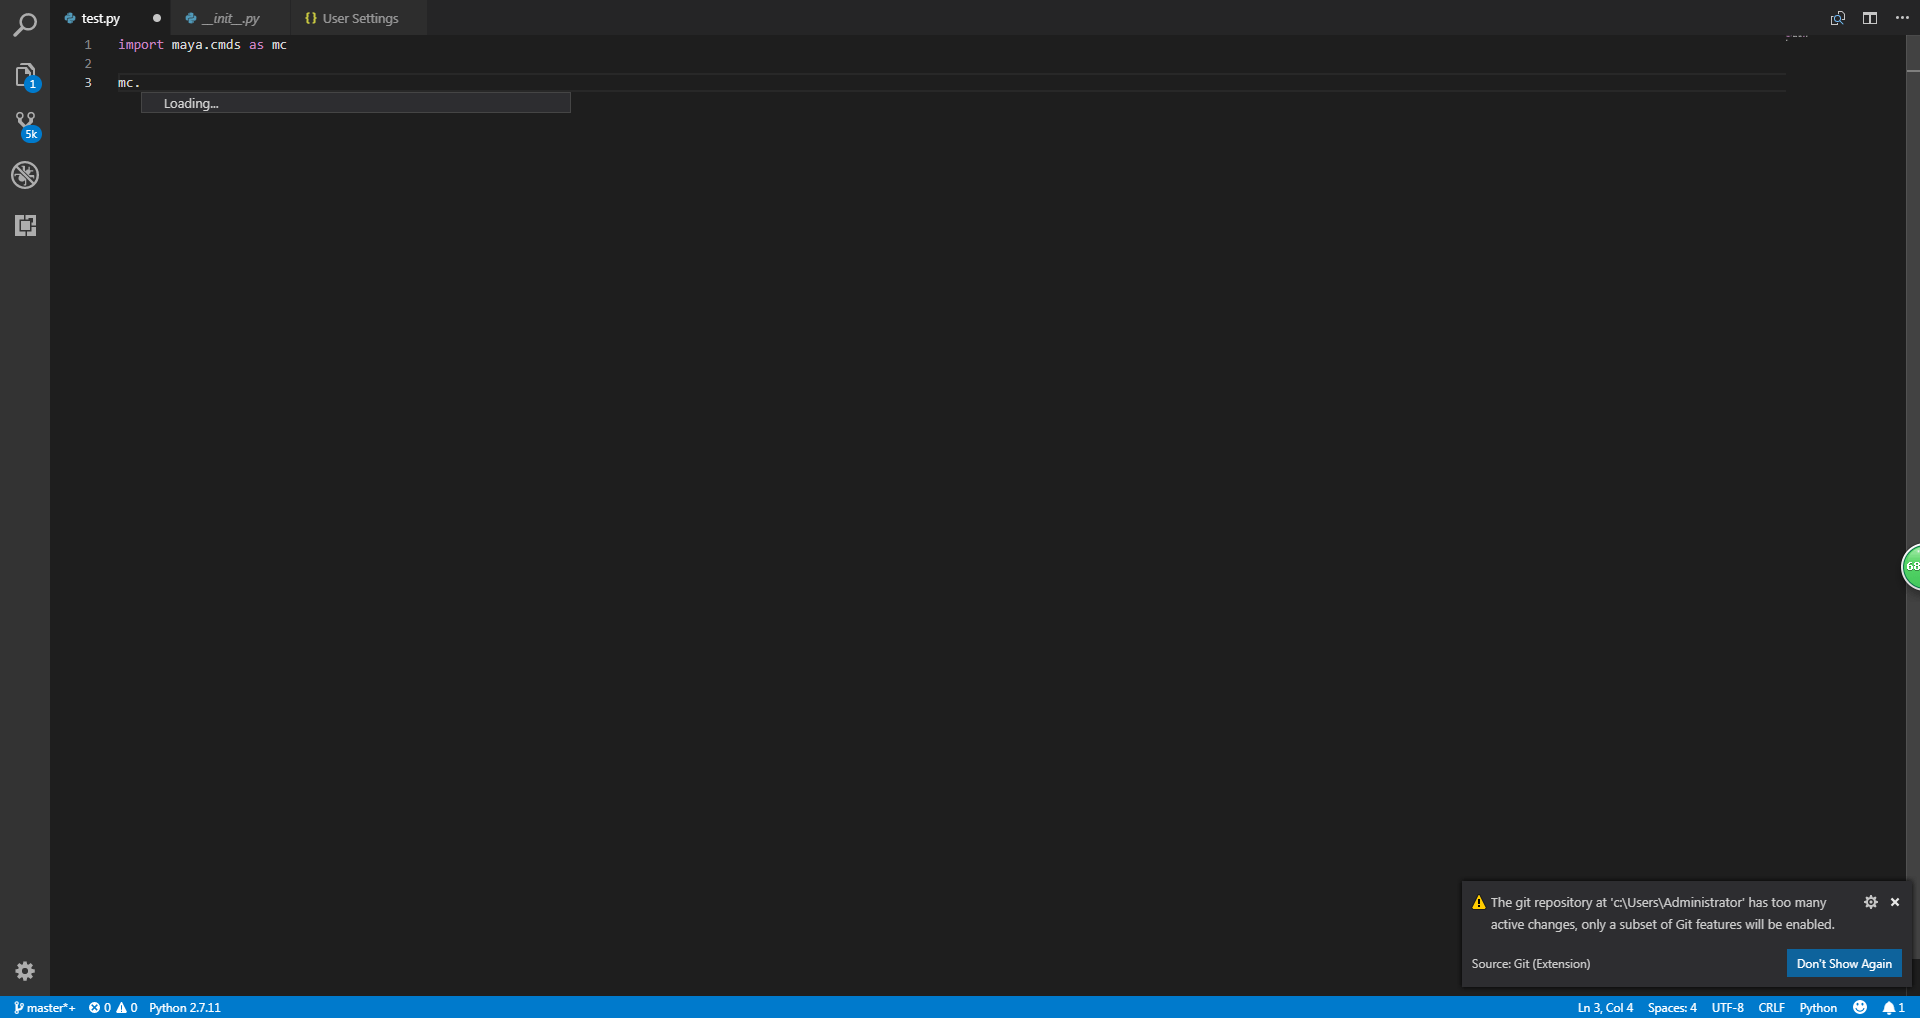 test.py
__init__.py
{} User Settings
1 import maya.cmds as mc
2
3 mc.
Loading...
1
5k
68
The git repository at 'c:\Users\Administrator' has too many
active changes, only a subset of Git features will be enabled.
Source: Git (Extension)
Don't Show Again
master*+ 0 0 Python 2.7.11 Ln 3, Col 4 Spaces: 4 UTF-8 CRLF Python 1